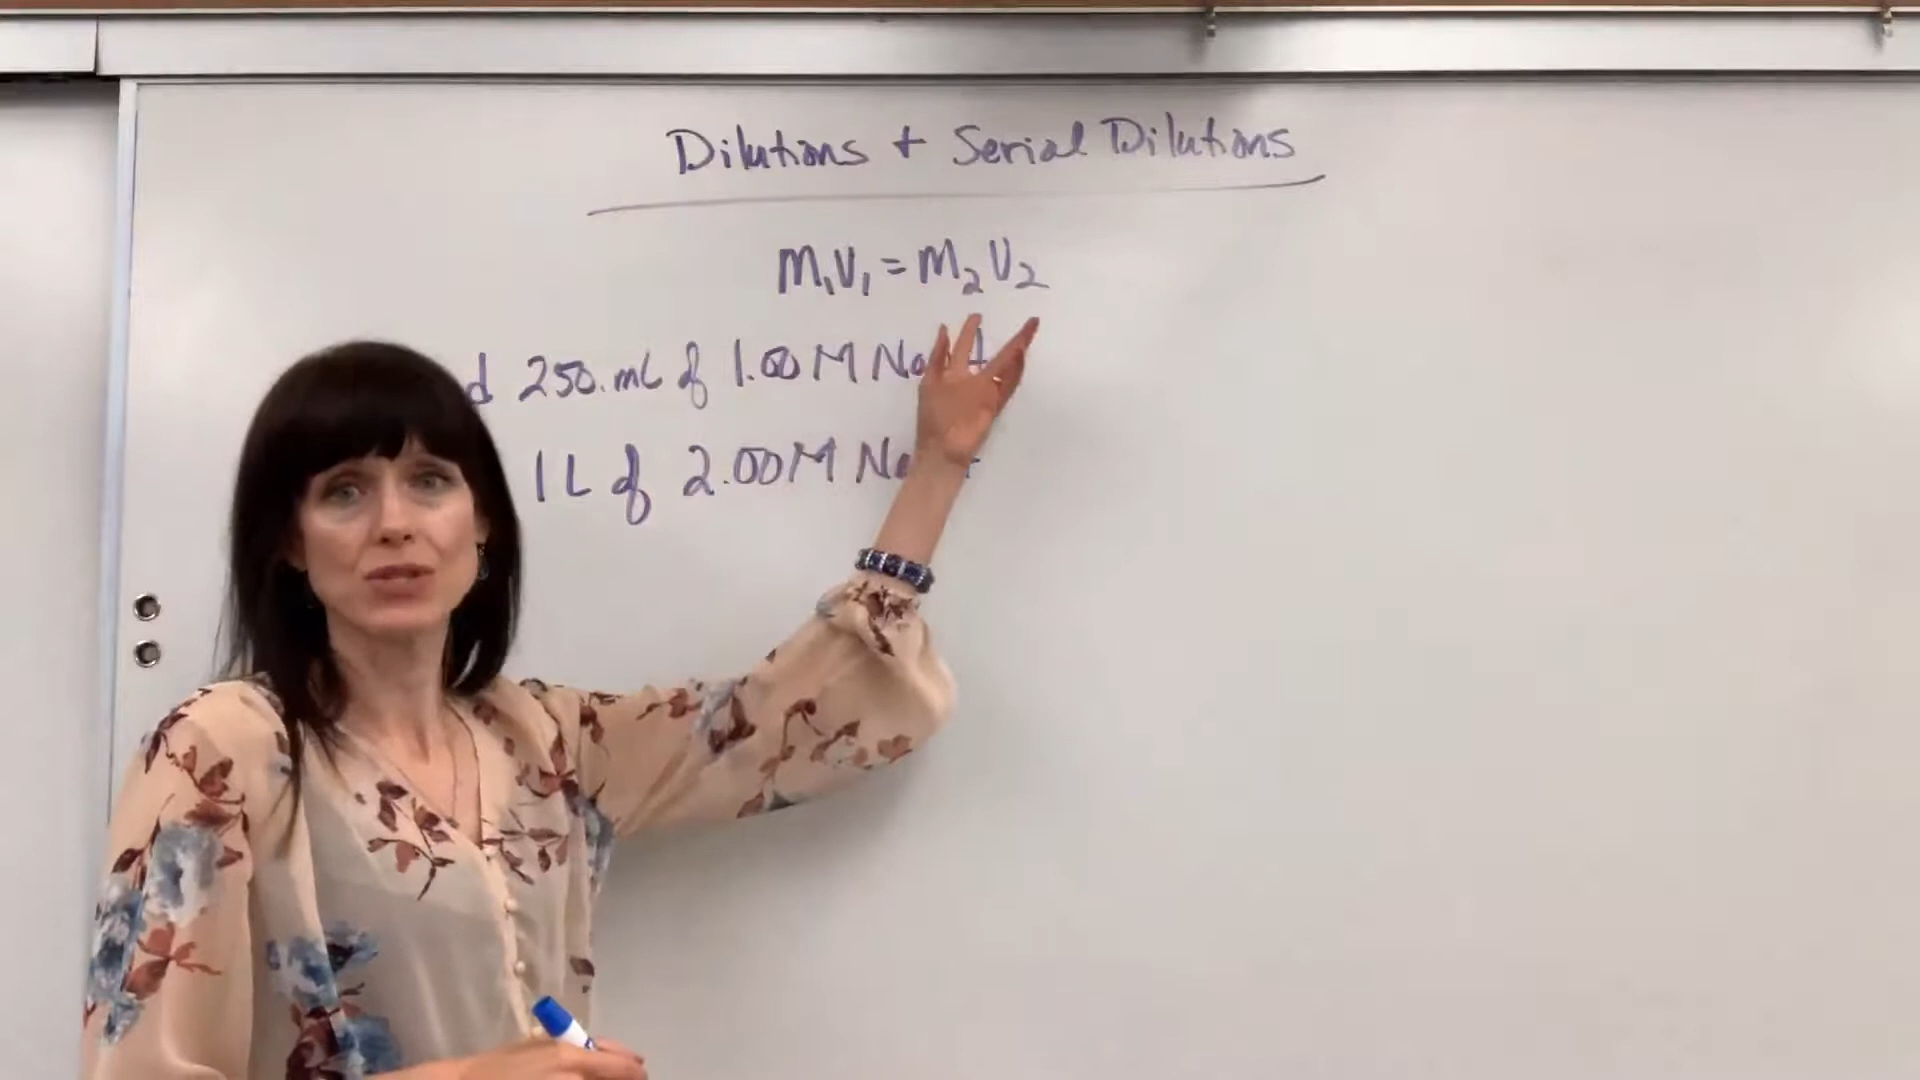 Dilutions + Serial Dilutions
M₁V₁ = M₂V₂
250. mL of 1.00 M
1 L of 2.00 M